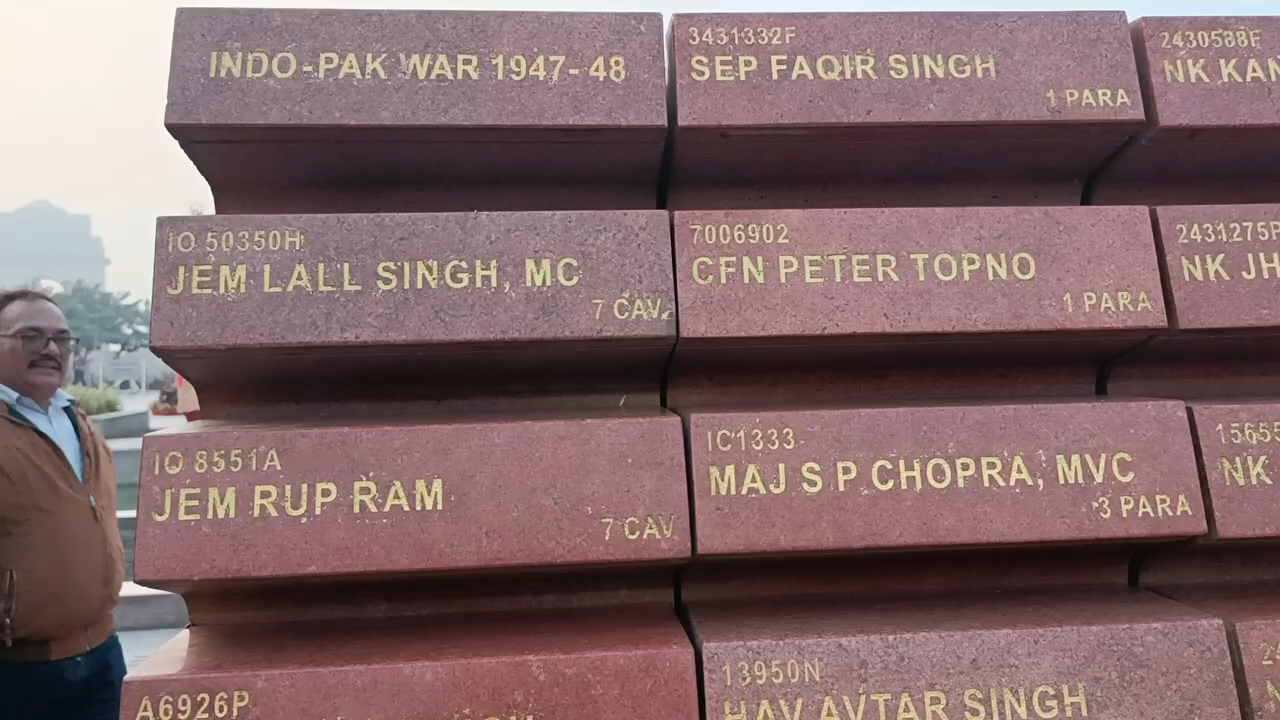 INDO-PAK WAR 1947-48
IO 50350H
JEM LALL SINGH, MC
7 CAV
IO 8551A
JEM RUP RAM
7 CAV
A6926P
3431332F
SEP FAQIR SINGH
1 PARA
7006902
CFN PETER TOPNO
1 PARA
IC1333
MAJ S P CHOPRA, MVC
3 PARA
13950N
HAV AVTAR SINGH
2430588F
NK KAN
2431275P
NK JH
15655
NK